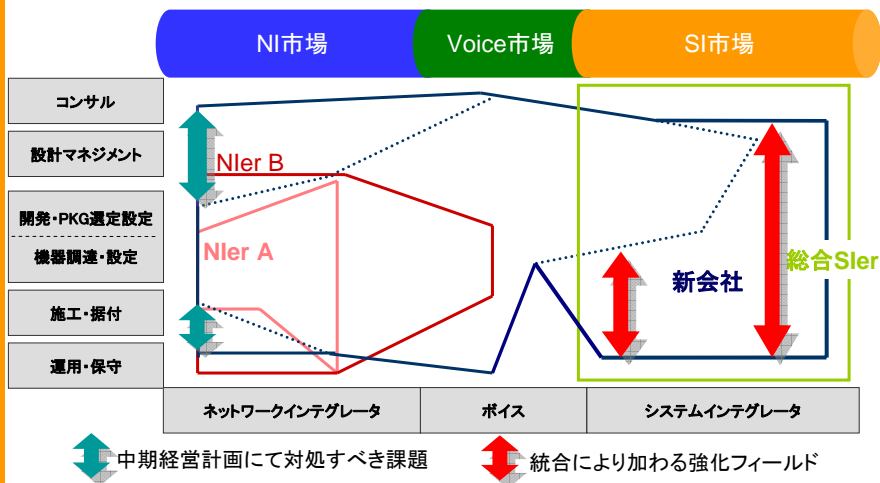 NI市場
Voice市場
SI市場
コンサル
設計マネジメント
開発・PKG選定設定
機器調達・設定
施工・据付
運用・保守
NIer B
NIer A
新会社
総合SIer
ネットワークインテグレータ
ボイス
システムインテグレータ
中期経営計画にて対処すべき課題
統合により加わる強化フィールド